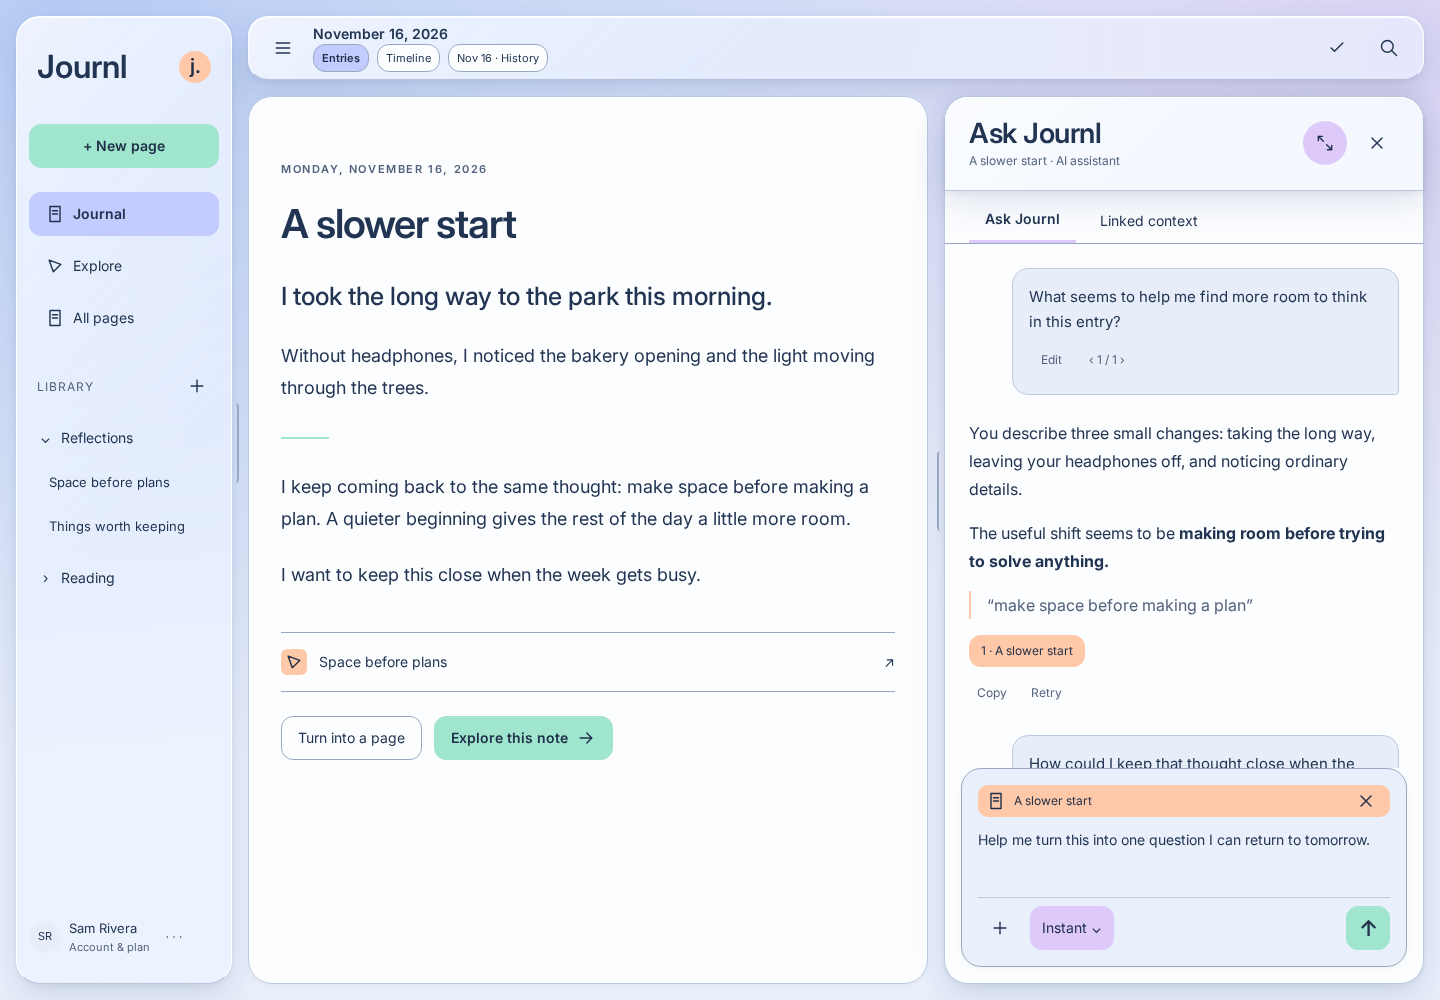 Journl
j.
+ New page
Journal
Explore
All pages
LIBRARY
Reflections
Space before plans
Things worth keeping
Reading
SR
Sam Rivera
Account & plan
November 16, 2026
Entries
Timeline
Nov 16 · History
MONDAY, NOVEMBER 16, 2026
A slower start
I took the long way to the park this morning.
Without headphones, I noticed the bakery opening and the light moving
through the trees.
I keep coming back to the same thought: make space before making a
plan. A quieter beginning gives the rest of the day a little more room.
I want to keep this close when the week gets busy.
Space before plans
Turn into a page
Explore this note
Ask Journl
A slower start · AI assistant
Ask Journl
Linked context
What seems to help me find more room to think
in this entry?
Edit
‹ 1 / 1 ›
You describe three small changes: taking the long way,
leaving your headphones off, and noticing ordinary
details.
The useful shift seems to be making room before trying
to solve anything.
“make space before making a plan”
1 · A slower start
Copy
Retry
How could I keep that thought close when the
A slower start
Help me turn this into one question I can return to tomorrow.
Instant